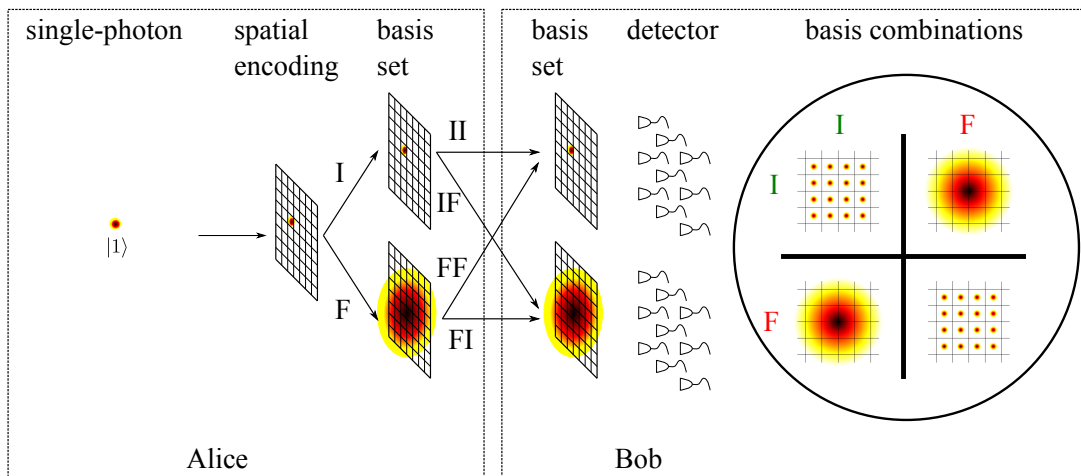 single-photon
spatial
encoding
basis
set
basis
set
detector
basis combinations
|1⟩
I
F
II
IF
FF
FI
I
F
I
F
Alice
Bob